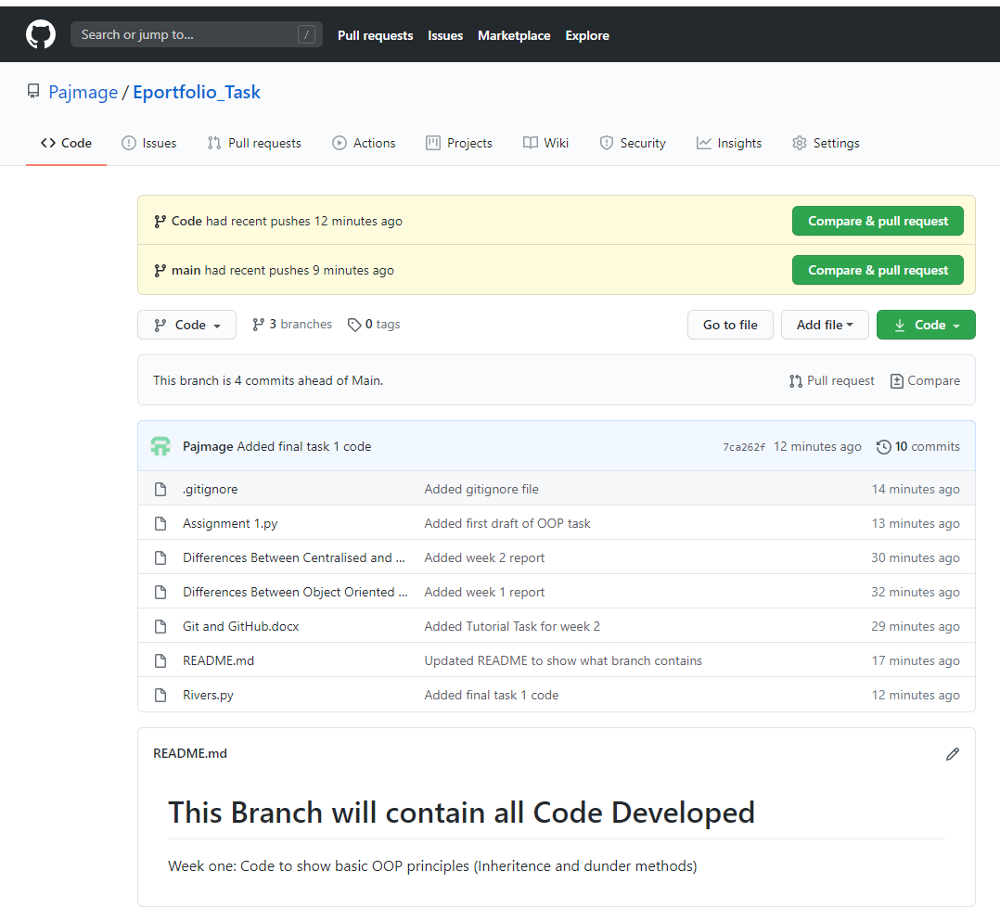 Search or jump to... /
Pull requests Issues Marketplace Explore
Pajmage / Eportfolio_Task
Code Issues Pull requests Actions Projects Wiki Security Insights Settings
Code had recent pushes 12 minutes ago Compare & pull request
main had recent pushes 9 minutes ago Compare & pull request
Code 3 branches 0 tags Go to file Add file Code
This branch is 4 commits ahead of Main. Pull request Compare
Pajmage Added final task 1 code 7ca262f 12 minutes ago 10 commits
.gitignore Added gitignore file 14 minutes ago
Assignment 1.py Added first draft of OOP task 13 minutes ago
Differences Between Centralised and ... Added week 2 report 30 minutes ago
Differences Between Object Oriented ... Added week 1 report 32 minutes ago
Git and GitHub.docx Added Tutorial Task for week 2 29 minutes ago
README.md Updated README to show what branch contains 17 minutes ago
Rivers.py Added final task 1 code 12 minutes ago
README.md
This Branch will contain all Code Developed
Week one: Code to show basic OOP principles (Inheritence and dunder methods)